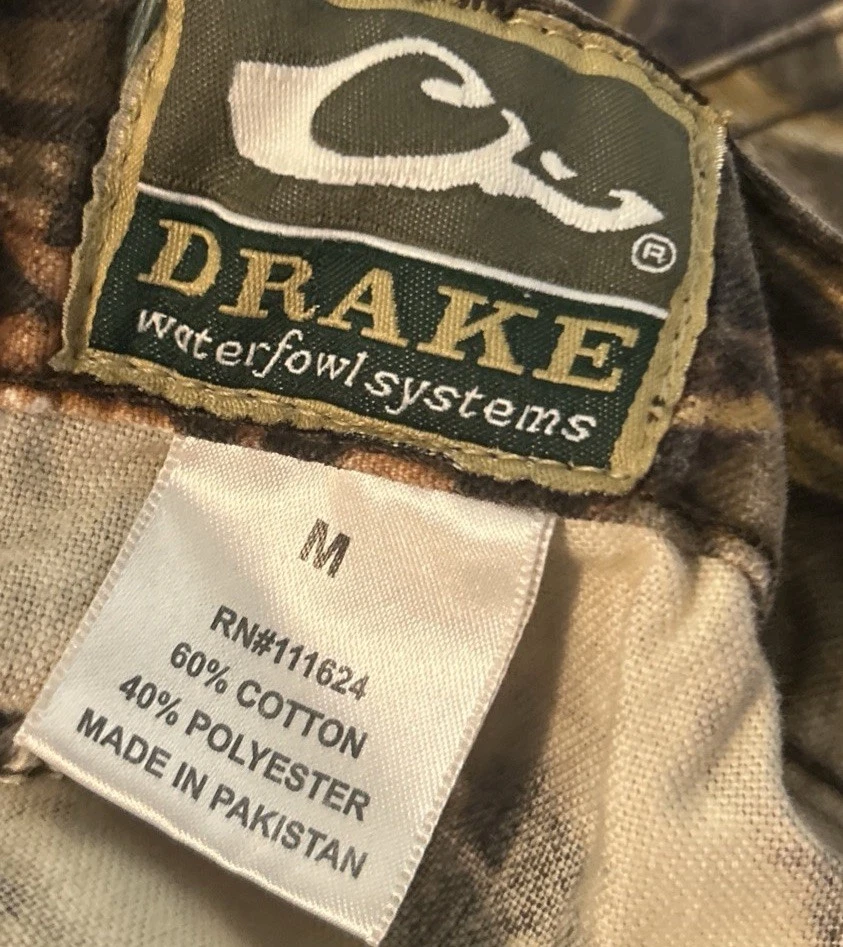 ®
DRAKE
waterfowl systems
M
RN#111624
60% COTTON
40% POLYESTER
MADE IN PAKISTAN